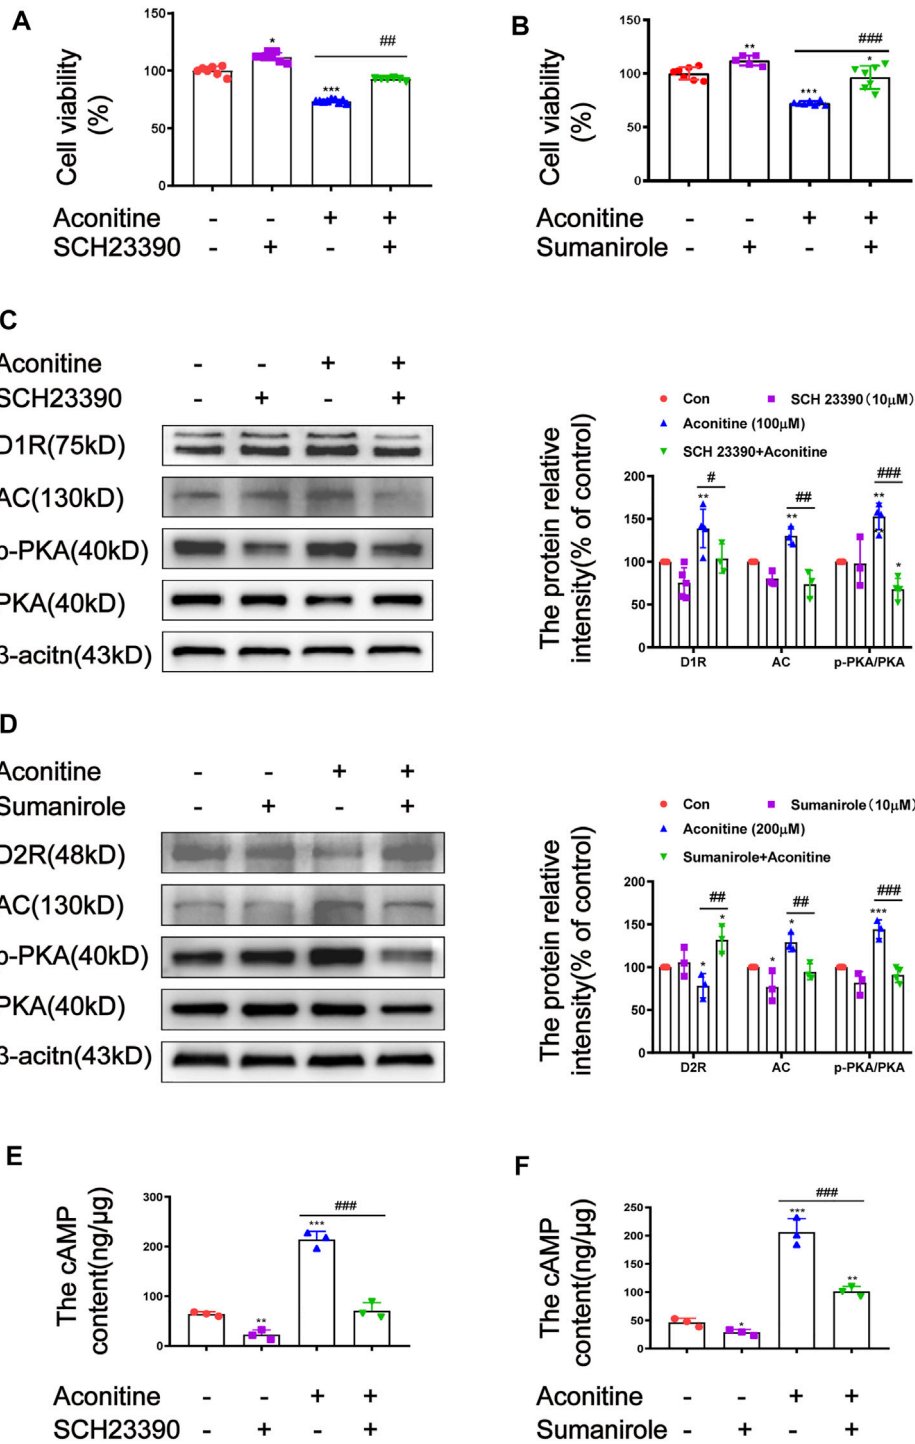 A
Cell viability
(%)
150
100
50
0
*
***
##
Aconitine - - + +
SCH23390 - + - +
B
Cell viability
(%)
150
100
50
0
**
***
*
###
Aconitine - - + +
Sumanirole - + - +
C
Aconitine - - + +
SCH23390 - + - +
D1R(75kD)
AC(130kD)
p-PKA(40kD)
PKA(40kD)
β-acitn(43kD)
Con
SCH 23390(10μM)
Aconitine (100μM)
SCH 23390+Aconitine
The protein relative
intensity(% of control)
200
150
100
50
0
** #
** ##
** ### *
D1R AC p-PKA/PKA
D
Aconitine - - + +
Sumanirole - + - +
D2R(48kD)
AC(130kD)
p-PKA(40kD)
PKA(40kD)
β-acitn(43kD)
Con
Sumanirole(10μM)
Aconitine (200μM)
Sumanirole+Aconitine
The protein relative
intensity(% of control)
200
150
100
50
0
* ## *
* * ##
*** ###
D2R AC p-PKA/PKA
E
The cAMP
content(ng/μg)
300
200
100
0
**
***
###
Aconitine - - + +
SCH23390 - + - +
F
The cAMP
content(ng/μg)
250
200
150
100
50
0
*
***
**
###
Aconitine - - + +
Sumanirole - + - +